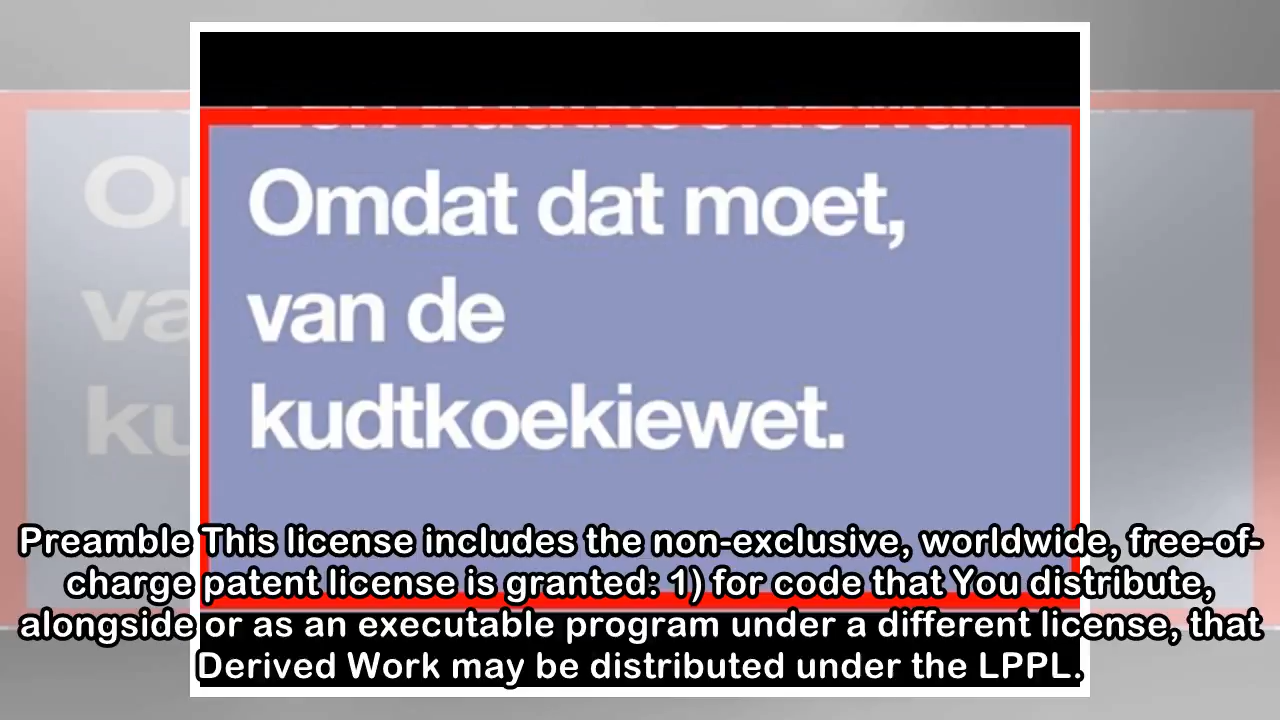 Omdat dat moet,
van de
kudtkoekiewet.
Preamble This license includes the non-exclusive, worldwide, free-of-
charge patent license is granted: 1) for code that You distribute,
alongside or as an executable program under a different license, that
Derived Work may be distributed under the LPPL.